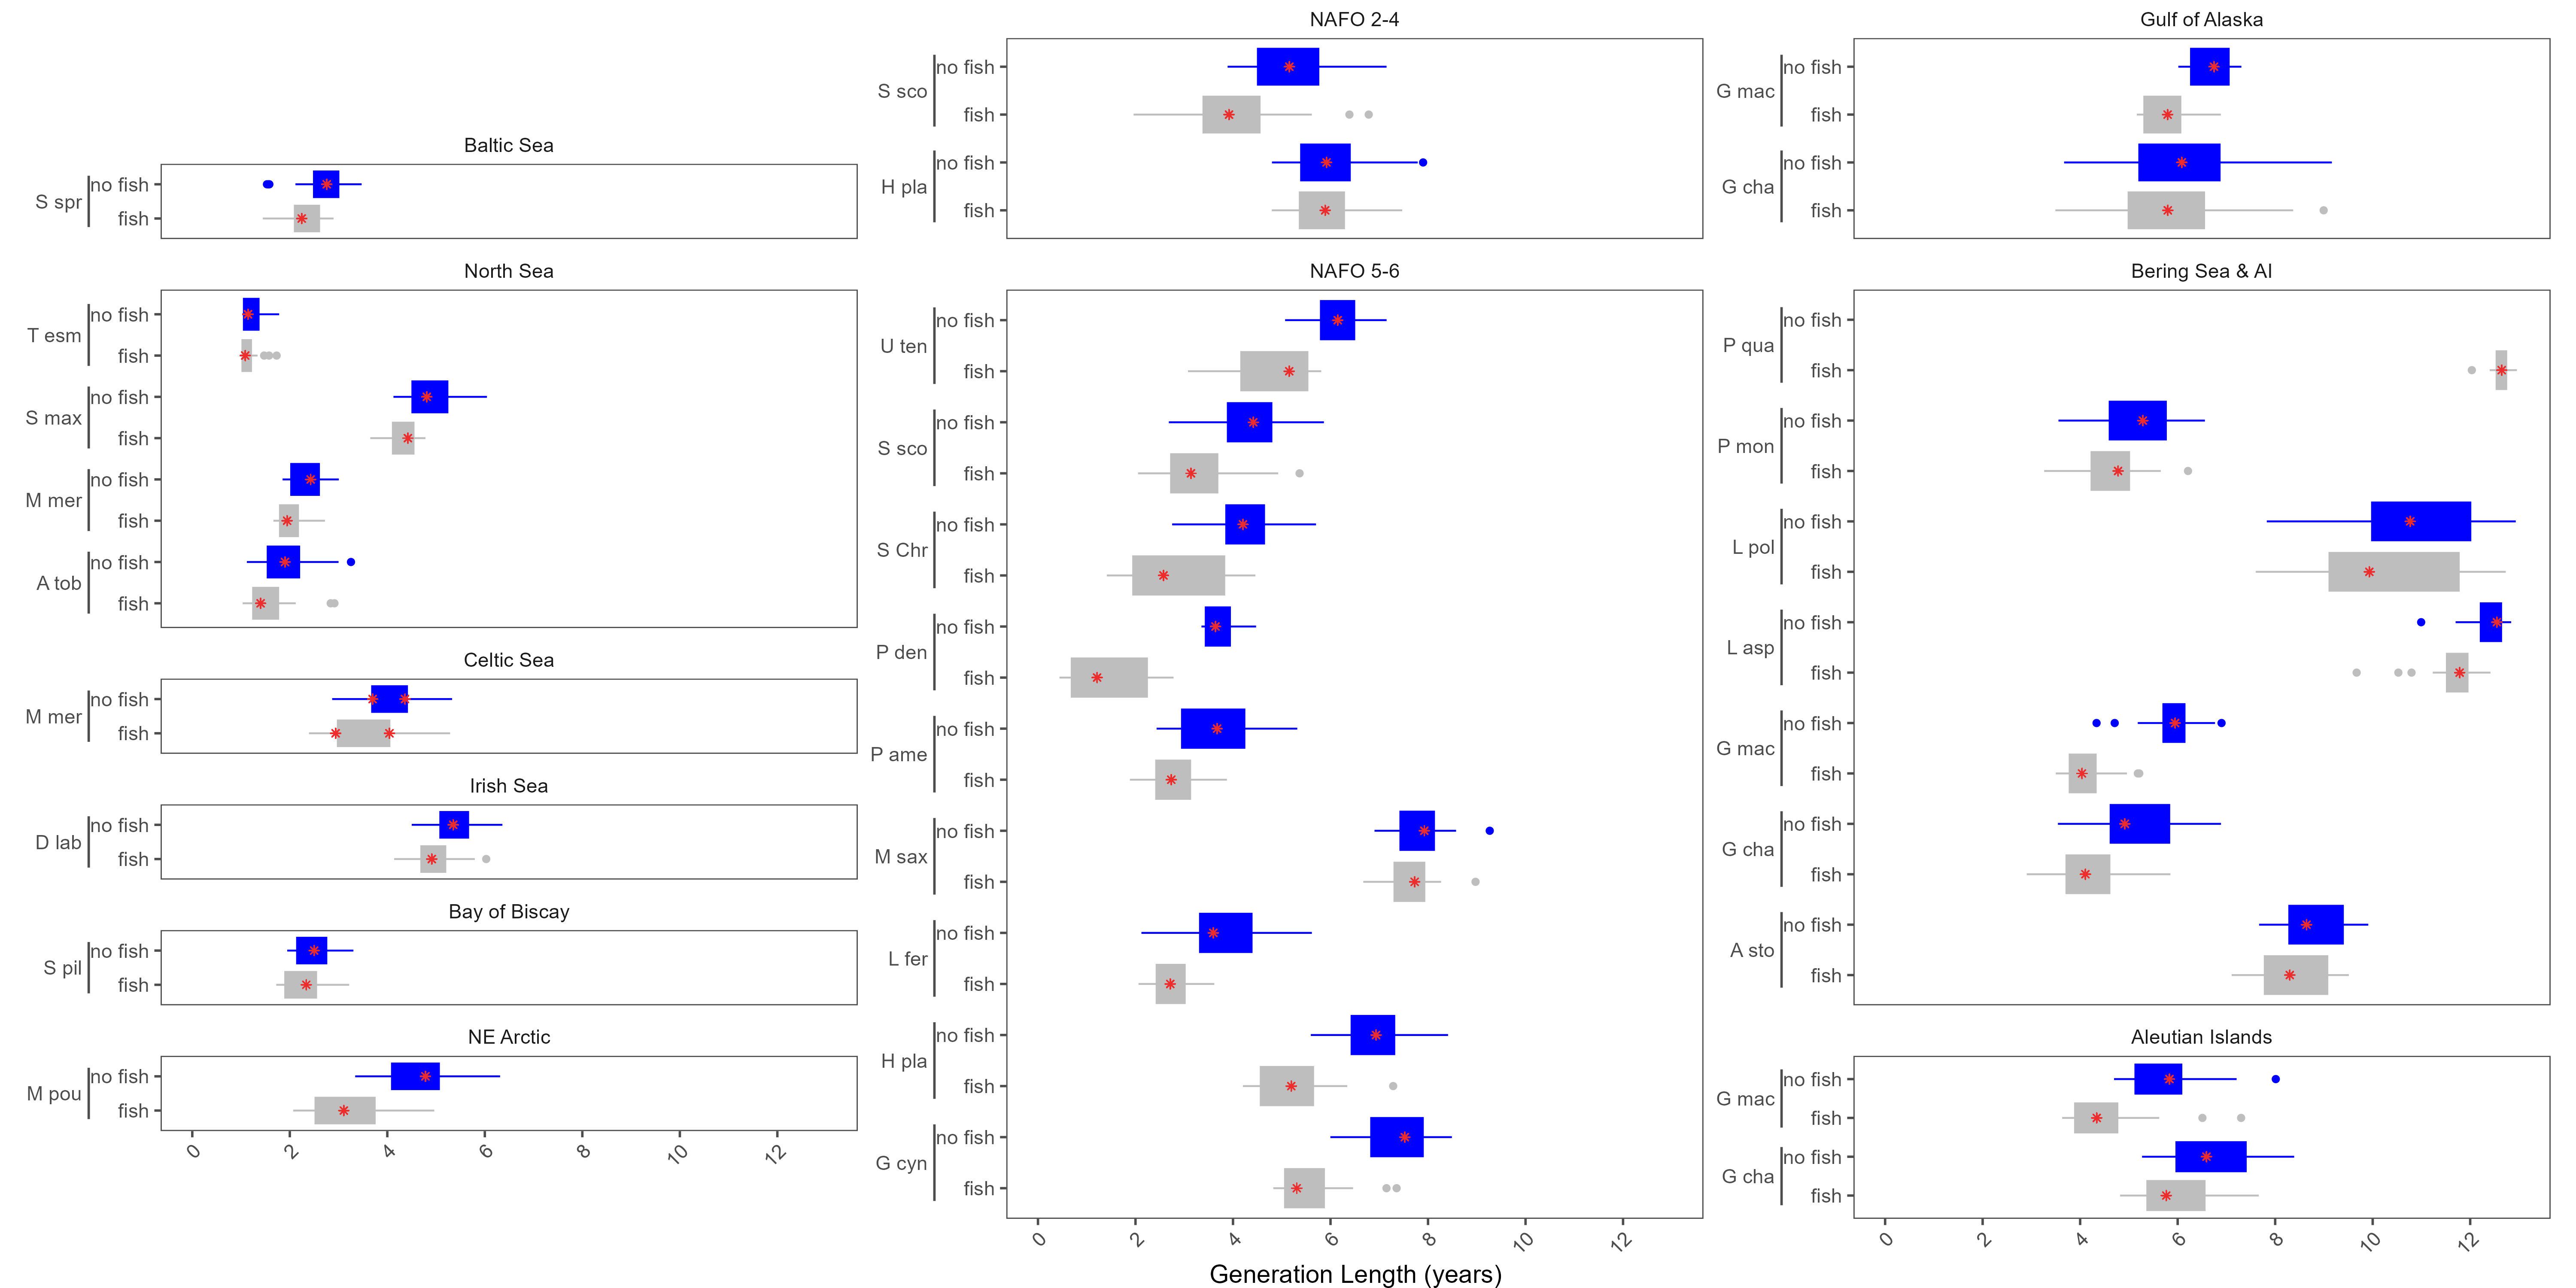 Baltic Sea
S spr
no fish
fish
North Sea
T esm
no fish
fish
S max
no fish
fish
M mer
no fish
fish
A tob
no fish
fish
Celtic Sea
M mer
no fish
fish
Irish Sea
D lab
no fish
fish
Bay of Biscay
S pil
no fish
fish
NE Arctic
M pou
no fish
fish
0 2 4 6 8 10 12
NAFO 2-4
S sco
no fish
fish
H pla
no fish
fish
NAFO 5-6
U ten
no fish
fish
S sco
no fish
fish
S Chr
no fish
fish
P den
no fish
fish
P ame
no fish
fish
M sax
no fish
fish
L fer
no fish
fish
H pla
no fish
fish
G cyn
no fish
fish
0 2 4 6 8 10 12
Generation Length (years)
Gulf of Alaska
G mac
no fish
fish
G cha
no fish
fish
Bering Sea & AI
P qua
no fish
fish
P mon
no fish
fish
L pol
no fish
fish
L asp
no fish
fish
G mac
no fish
fish
G cha
no fish
fish
A sto
no fish
fish
Aleutian Islands
G mac
no fish
fish
G cha
no fish
fish
0 2 4 6 8 10 12